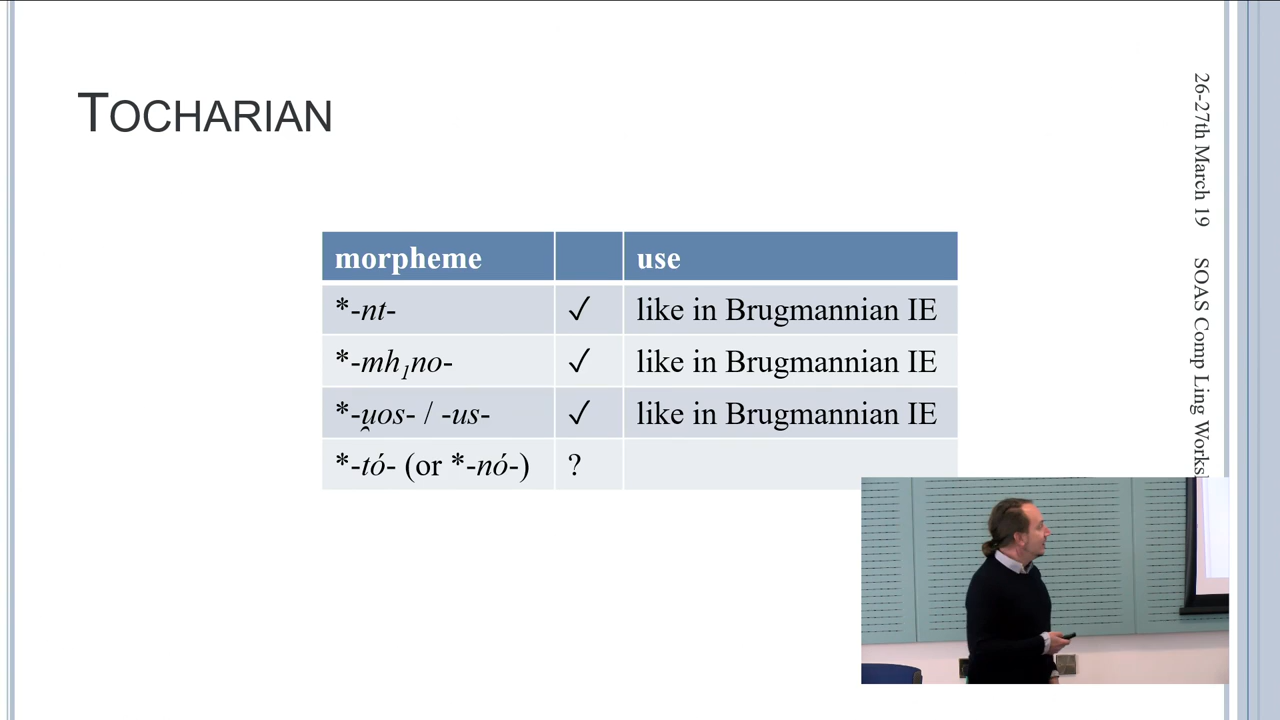 TOCHARIAN
morpheme use
*-nt- ✓ like in Brugmannian IE
*-mh₁no- ✓ like in Brugmannian IE
*-u̯os- / -us- ✓ like in Brugmannian IE
*-tó- (or *-nó-) ?
26-27th March 19 SOAS Comp Ling